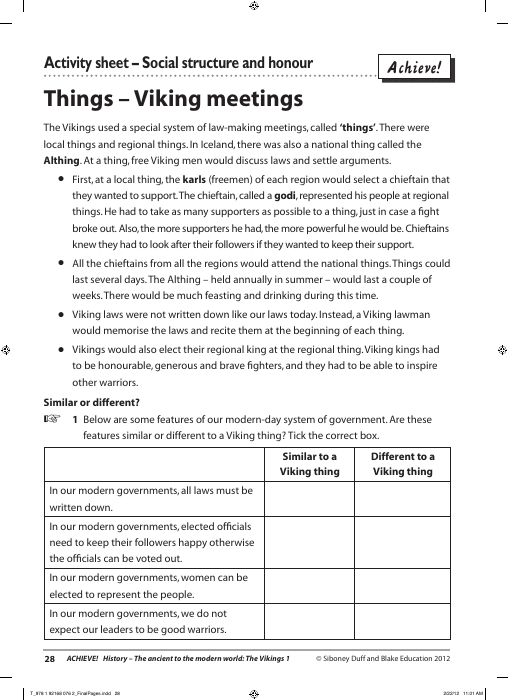 Activity sheet – Social structure and honour
Achieve!
Things – Viking meetings
The Vikings used a special system of law-making meetings, called ‘things’. There were
local things and regional things. In Iceland, there was also a national thing called the
Althing. At a thing, free Viking men would discuss laws and settle arguments.
● First, at a local thing, the karls (freemen) of each region would select a chieftain that
they wanted to support. The chieftain, called a godi, represented his people at regional
things. He had to take as many supporters as possible to a thing, just in case a fight
broke out. Also, the more supporters he had, the more powerful he would be. Chieftains
knew they had to look after their followers if they wanted to keep their support.
● All the chieftains from all the regions would attend the national things. Things could
last several days. The Althing – held annually in summer – would last a couple of
weeks. There would be much feasting and drinking during this time.
● Viking laws were not written down like our laws today. Instead, a Viking lawman
would memorise the laws and recite them at the beginning of each thing.
● Vikings would also elect their regional king at the regional thing. Viking kings had
to be honourable, generous and brave fighters, and they had to be able to inspire
other warriors.
Similar or different?
1 Below are some features of our modern-day system of government. Are these
features similar or different to a Viking thing? Tick the correct box.
Similar to a
Viking thing
Different to a
Viking thing
In our modern governments, all laws must be
written down.
In our modern governments, elected officials
need to keep their followers happy otherwise
the officials can be voted out.
In our modern governments, women can be
elected to represent the people.
In our modern governments, we do not
expect our leaders to be good warriors.
28 ACHIEVE! History – The ancient to the modern world: The Vikings 1 © Siboney Duff and Blake Education 2012
T_978 1 92168 076 2_FinalPages.indd 28 2/22/12 11:01 AM